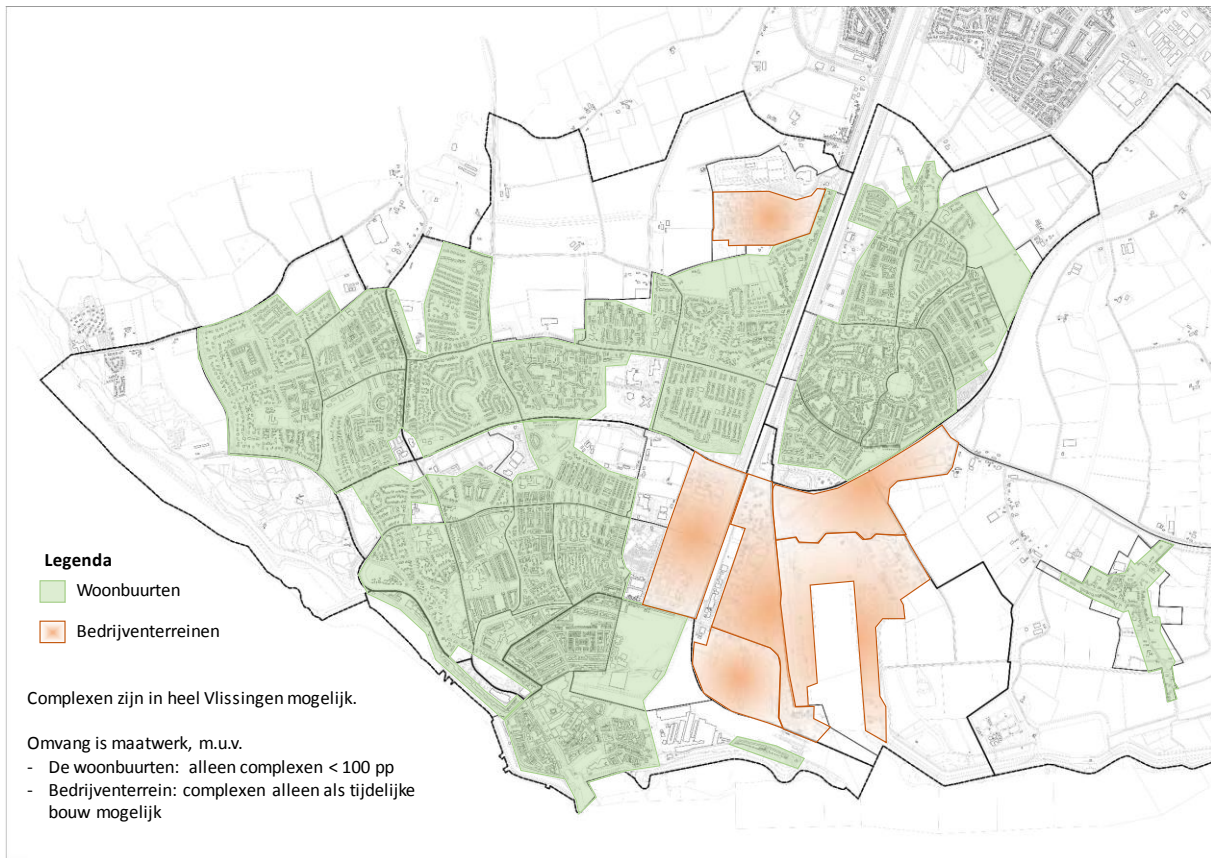 Legenda
Woonbuurten
Bedrijventerreinen
Complexen zijn in heel Vlissingen mogelijk.
Omvang is maatwerk, m.u.v.
- De woonbuurten: alleen complexen < 100 pp
- Bedrijventerrein: complexen alleen als tijdelijke
bouw mogelijk